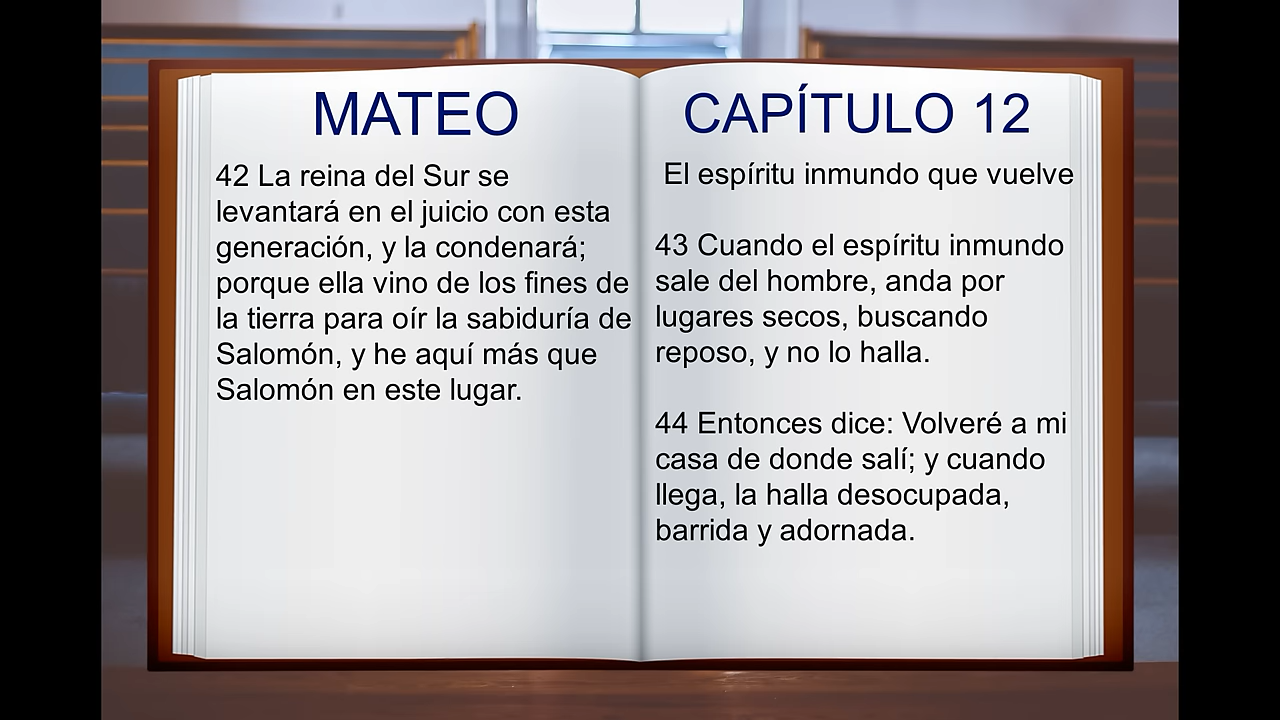 MATEO
42 La reina del Sur se
levantará en el juicio con esta
generación, y la condenará;
porque ella vino de los fines de
la tierra para oír la sabiduría de
Salomón, y he aquí más que
Salomón en este lugar.
CAPÍTULO 12
El espíritu inmundo que vuelve
43 Cuando el espíritu inmundo
sale del hombre, anda por
lugares secos, buscando
reposo, y no lo halla.
44 Entonces dice: Volveré a mi
casa de donde salí; y cuando
llega, la halla desocupada,
barrida y adornada.